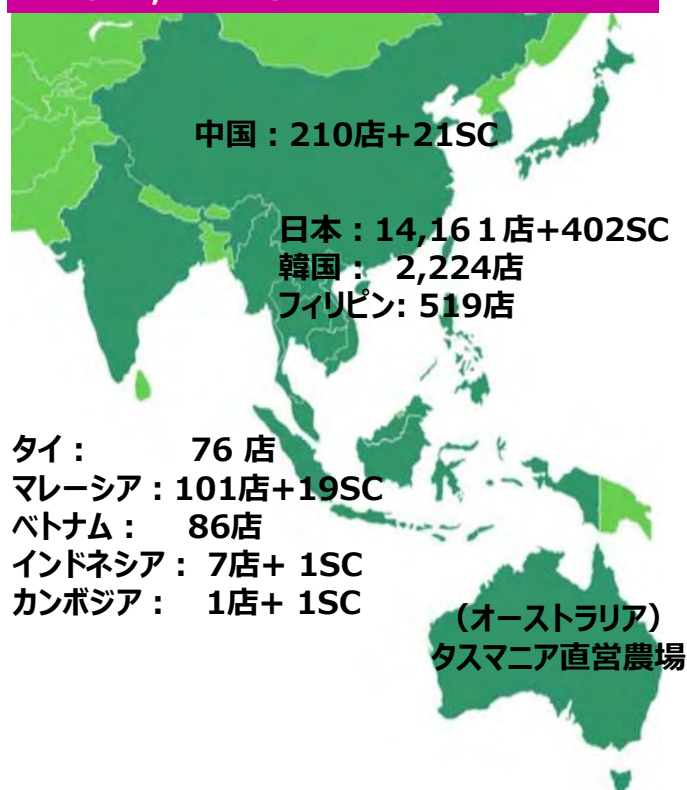 中国：210店+21SC
日本：14,16１店+402SC
韓国： 2,224店
フィリピン: 519店
タイ： 76 店
マレーシア：101店+19SC
ベトナム： 86店
インドネシア： 7店+ 1SC
カンボジア： 1店+ 1SC
（オーストラリア）
タスマニア直営農場